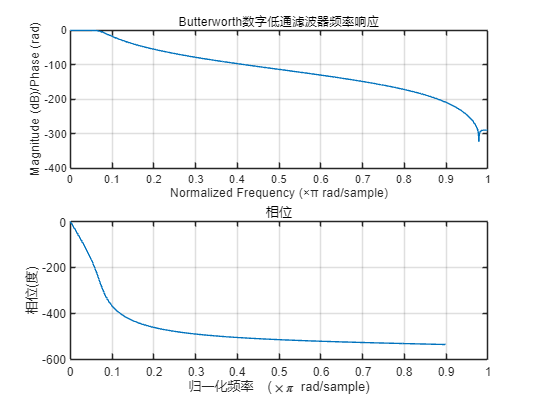 Butterworth数字低通滤波器频率响应
Magnitude (dB)/Phase (rad)
0
-100
-200
-300
-400
0 0.1 0.2 0.3 0.4 0.5 0.6 0.7 0.8 0.9 1
Normalized Frequency (×π rad/sample)
相位
相位(度)
0
-200
-400
-600
0 0.1 0.2 0.3 0.4 0.5 0.6 0.7 0.8 0.9 1
归一化频率 (×π rad/sample)